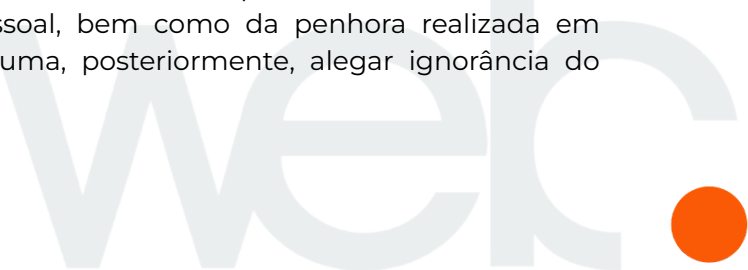 ssoal, bem como da penhora realizada em
uma, posteriormente, alegar ignorância do